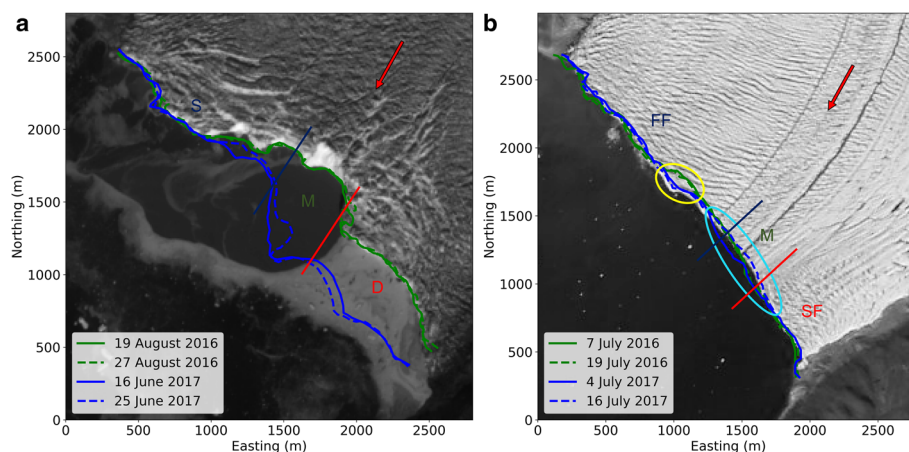 a
Northing (m)
2500
2000
1500
1000
500
0
S
M
D
19 August 2016
27 August 2016
16 June 2017
25 June 2017
0 500 1000 1500 2000 2500
Easting (m)
b
Northing (m)
2500
2000
1500
1000
500
0
FF
M
SF
7 July 2016
19 July 2016
4 July 2017
16 July 2017
0 500 1000 1500 2000 2500
Easting (m)